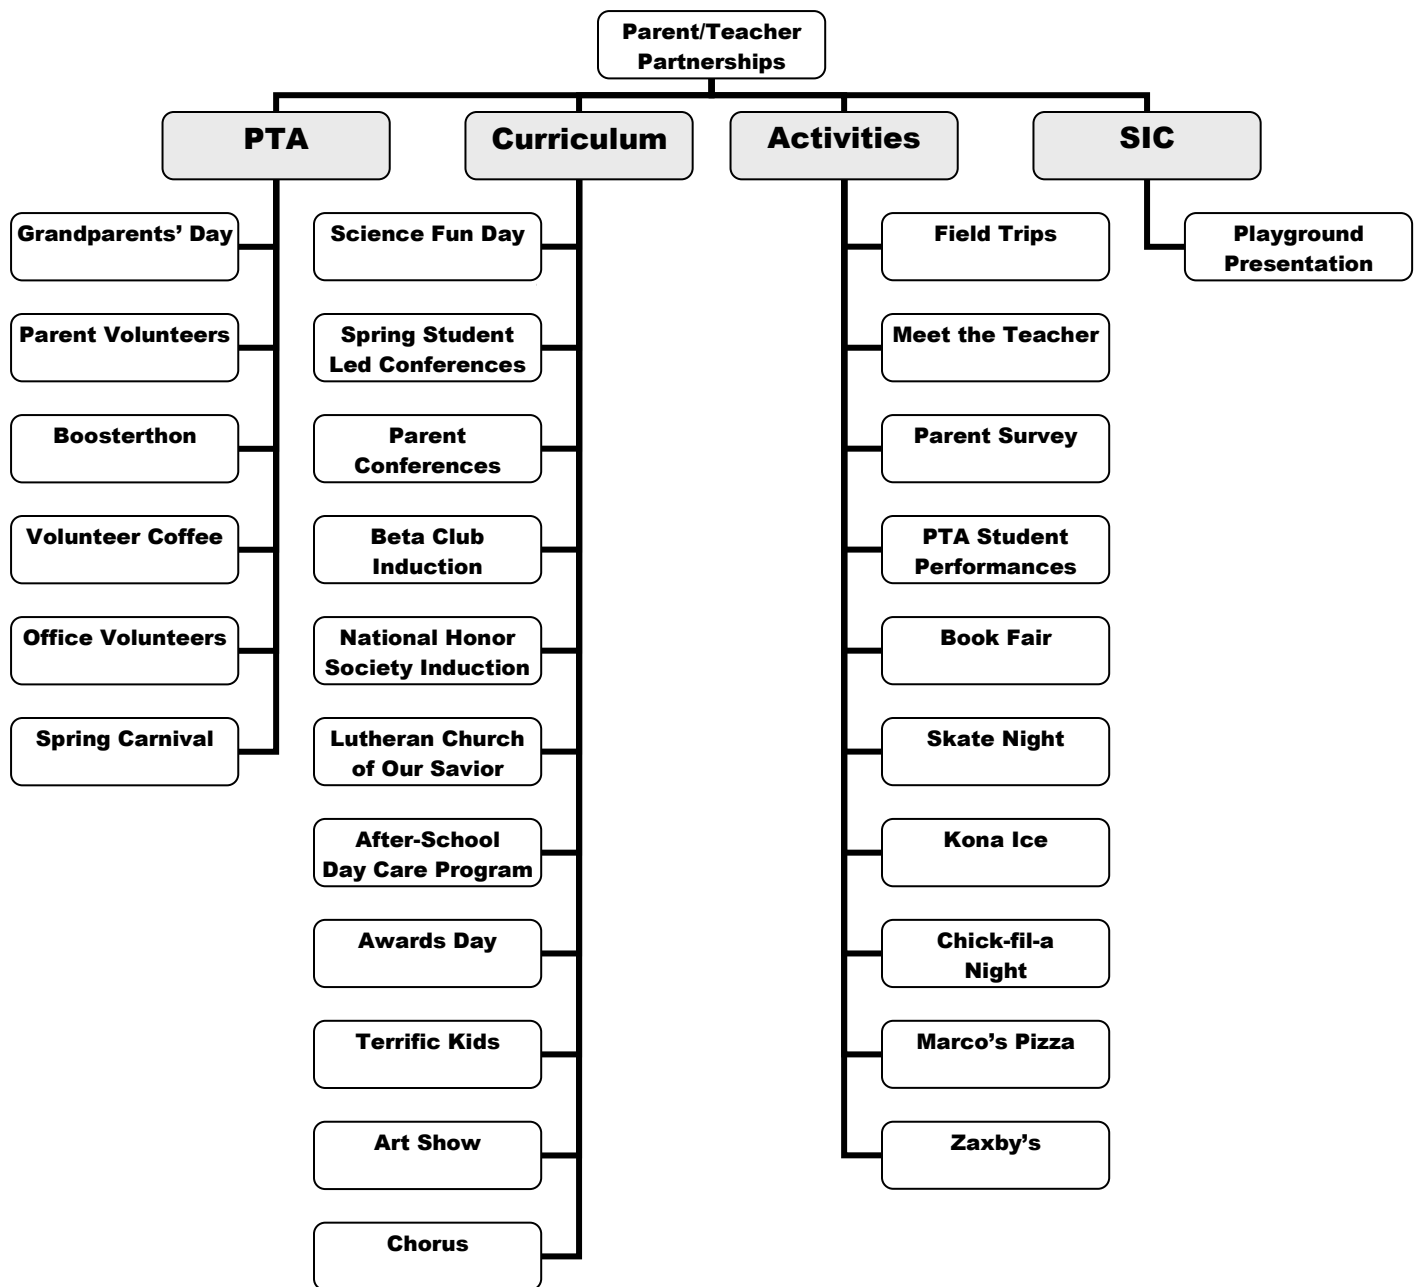 Parent/Teacher
Partnerships
PTA
Curriculum
Activities
SIC
Grandparents’ Day
Parent Volunteers
Boosterthon
Volunteer Coffee
Office Volunteers
Spring Carnival
Science Fun Day
Spring Student
Led Conferences
Parent
Conferences
Beta Club
Induction
National Honor
Society Induction
Lutheran Church
of Our Savior
After-School
Day Care Program
Awards Day
Terrific Kids
Art Show
Chorus
Field Trips
Meet the Teacher
Parent Survey
PTA Student
Performances
Book Fair
Skate Night
Kona Ice
Chick-fil-a
Night
Marco’s Pizza
Zaxby’s
Playground
Presentation